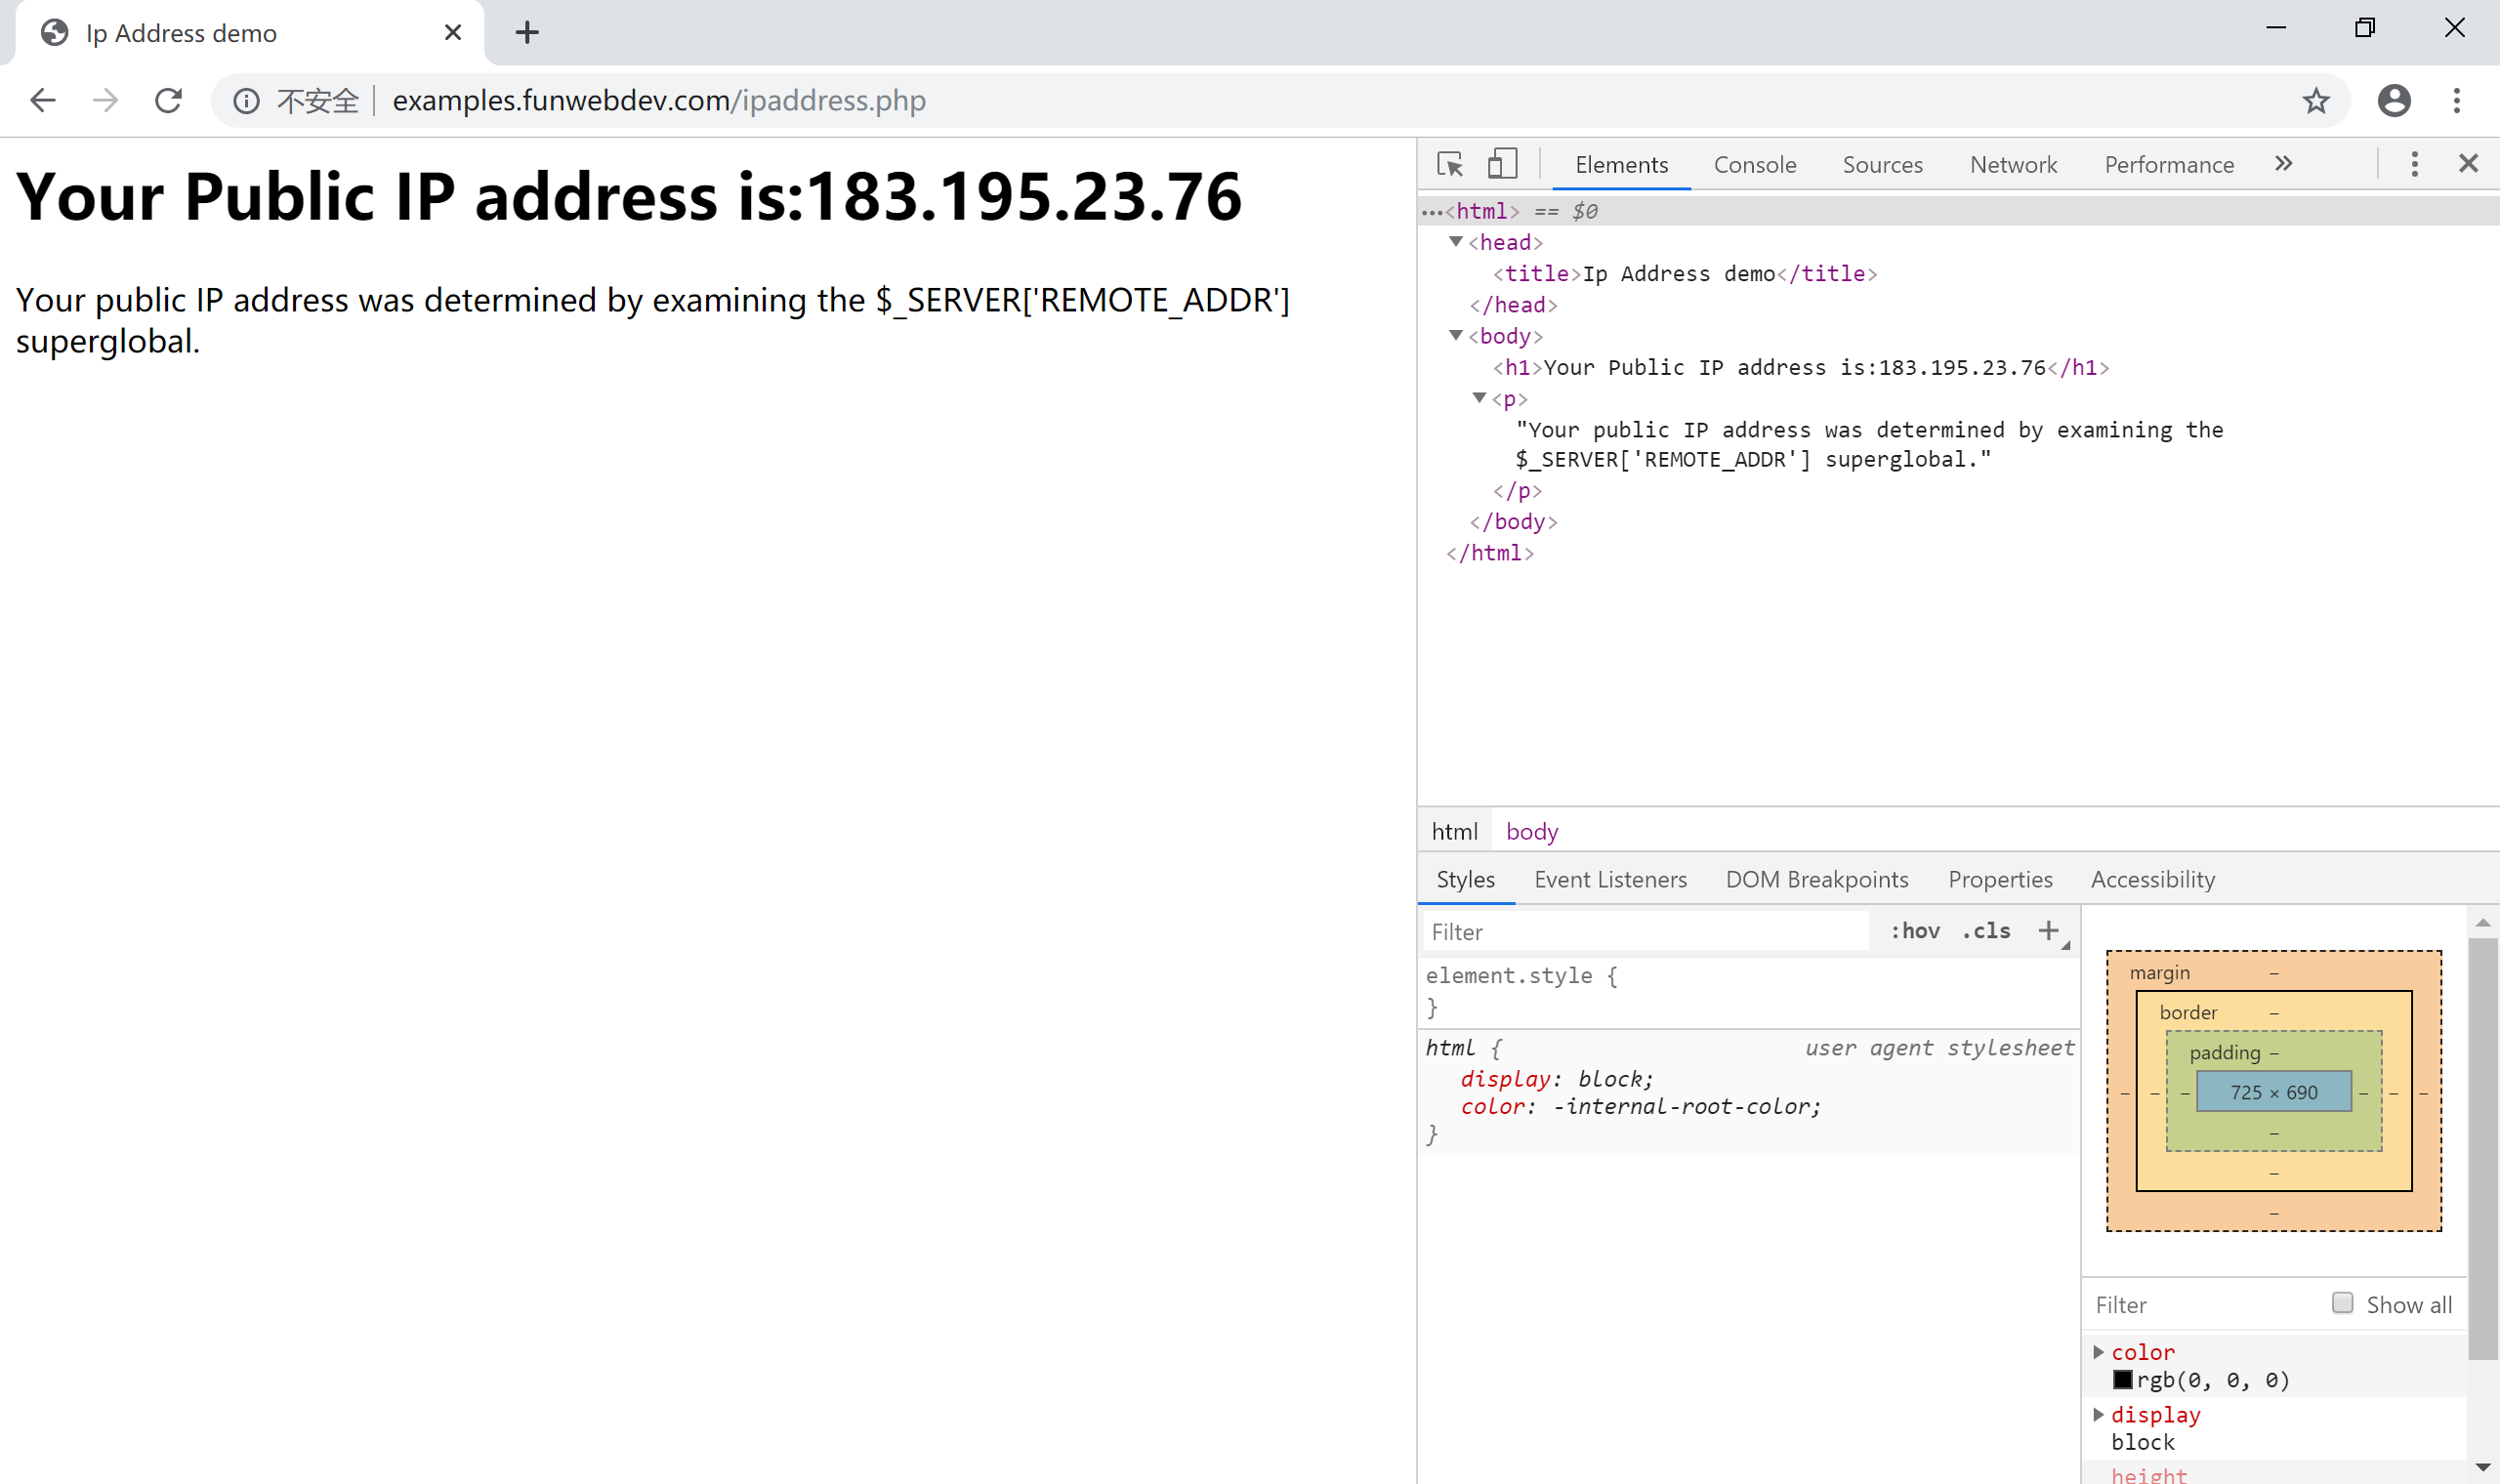 Ip Address demo
不安全 examples.funwebdev.com/ipaddress.php
Your Public IP address is:183.195.23.76
Your public IP address was determined by examining the $_SERVER['REMOTE_ADDR']
superglobal.
Elements Console Sources Network Performance
<html> == $0
<head>
<title>Ip Address demo</title>
</head>
<body>
<h1>Your Public IP address is:183.195.23.76</h1>
<p>
"Your public IP address was determined by examining the
$_SERVER['REMOTE_ADDR'] superglobal."
</p>
</body>
</html>
html body
Styles Event Listeners DOM Breakpoints Properties Accessibility
Filter :hov .cls +
element.style {
}
html { user agent stylesheet
display: block;
color: -internal-root-color;
}
margin –
border –
padding –
– – – 725 × 690 – – –
–
–
–
Filter Show all
color
rgb(0, 0, 0)
display
block
height